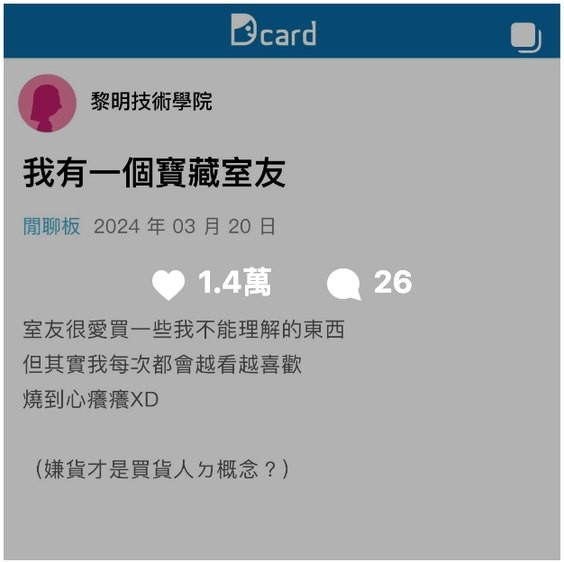 Dcard
黎明技術學院
我有一個寶藏室友
閒聊板 2024 年 03 月 20 日
1.4萬 26
室友很愛買一些我不能理解的東西
但其實我每次都會越看越喜歡
燒到心癢癢XD
（嫌貨才是買貨人ㄉ概念？）